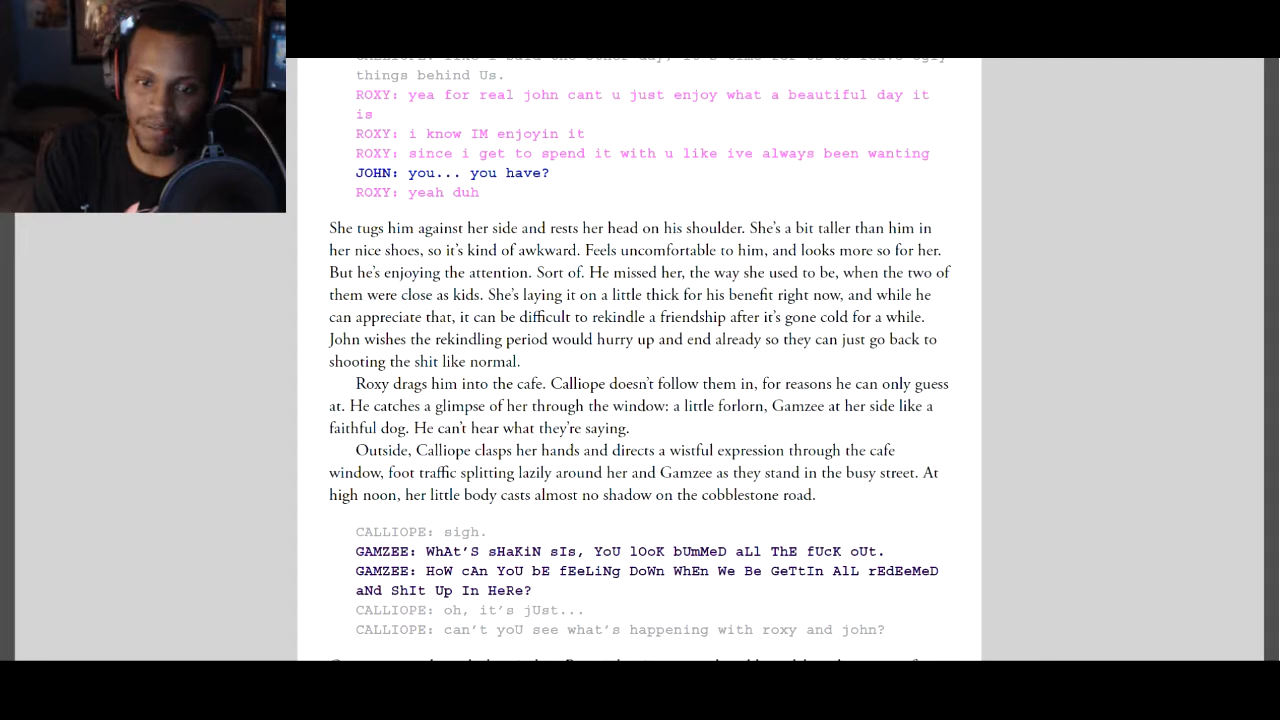 things behind Us.
ROXY: yea for real john cant u just enjoy what a beautiful day it
is
ROXY: i know IM enjoyin it
ROXY: since i get to spend it with u like ive always been wanting
JOHN: you... you have?
ROXY: yeah duh
She tugs him against her side and rests her head on his shoulder. She’s a bit taller than him in
her nice shoes, so it’s kind of awkward. Feels uncomfortable to him, and looks more so for her.
But he’s enjoying the attention. Sort of. He missed her, the way she used to be, when the two of
them were close as kids. She’s laying it on a little thick for his benefit right now, and while he
can appreciate that, it can be difficult to rekindle a friendship after it’s gone cold for a while.
John wishes the rekindling period would hurry up and end already so they can just go back to
shooting the shit like normal.
Roxy drags him into the cafe. Calliope doesn’t follow them in, for reasons he can only guess
at. He catches a glimpse of her through the window: a little forlorn, Gamzee at her side like a
faithful dog. He can’t hear what they’re saying.
Outside, Calliope clasps her hands and directs a wistful expression through the cafe
window, foot traffic splitting lazily around her and Gamzee as they stand in the busy street. At
high noon, her little body casts almost no shadow on the cobblestone road.
CALLIOPE: sigh.
GAMZEE: WhAt’S sHaKiN sIs, YoU lOoK bUmMeD aLl ThE fUcK oUt.
GAMZEE: HoW cAn YoU bE fEeLiNg DoWn WhEn We Be GeTtIn AlL rEdEeMeD
aNd ShIt Up In HeRe?
CALLIOPE: oh, it’s jUst...
CALLIOPE: can’t yoU see what’s happening with roxy and john?